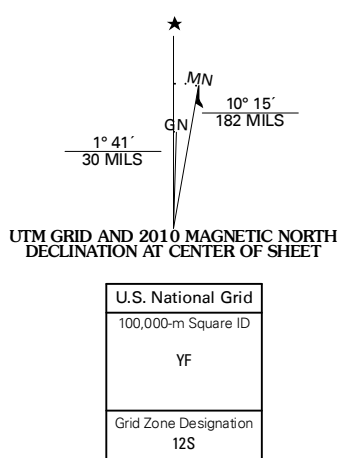 ★
MN
GN
10° 15´
182 MILS
1° 41´
30 MILS
UTM GRID AND 2010 MAGNETIC NORTH
DECLINATION AT CENTER OF SHEET
U.S. National Grid
100,000-m Square ID
YF
Grid Zone Designation
12S